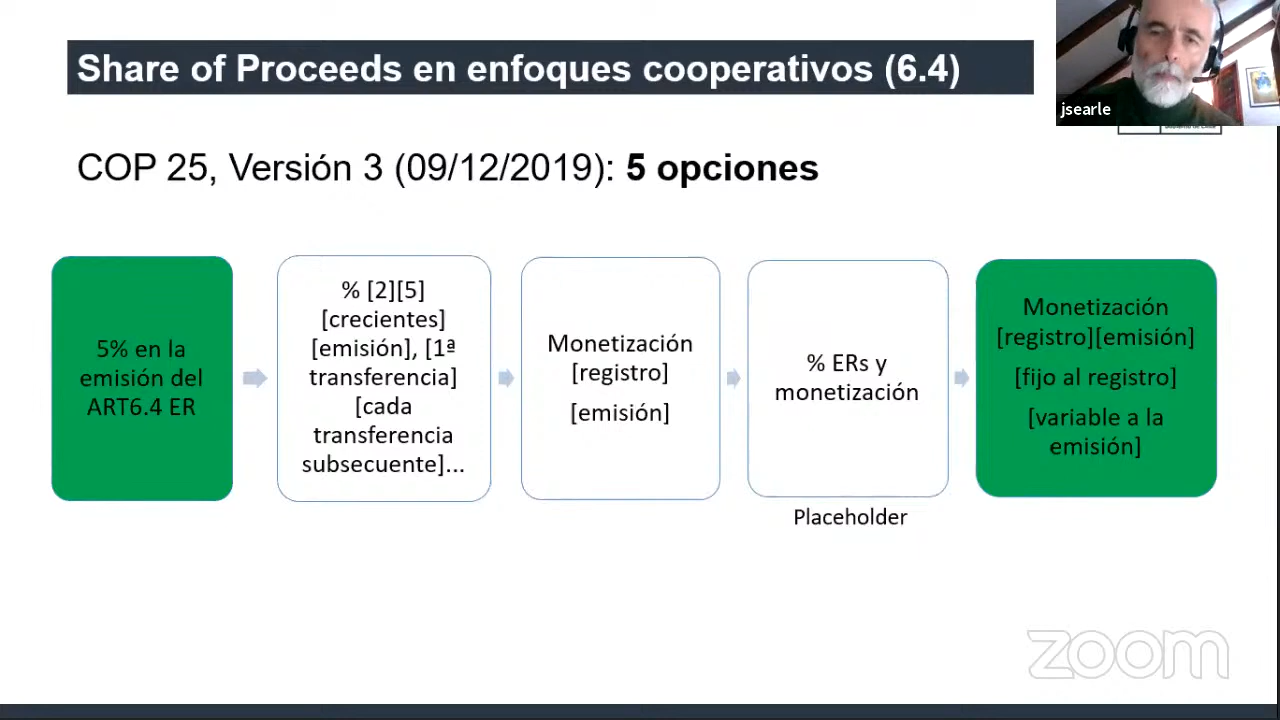 Share of Proceeds en enfoques cooperativos (6.4)
jsearle
COP 25, Versión 3 (09/12/2019): 5 opciones
5% en la
emisión del
ART6.4 ER
% [2][5]
[crecientes]
[emisión], [1ª
transferencia]
[cada
transferencia
subsecuente]...
Monetización
[registro]
[emisión]
% ERs y
monetización
Placeholder
Monetización
[registro][emisión]
[fijo al registro]
[variable a la
emisión]
zoom